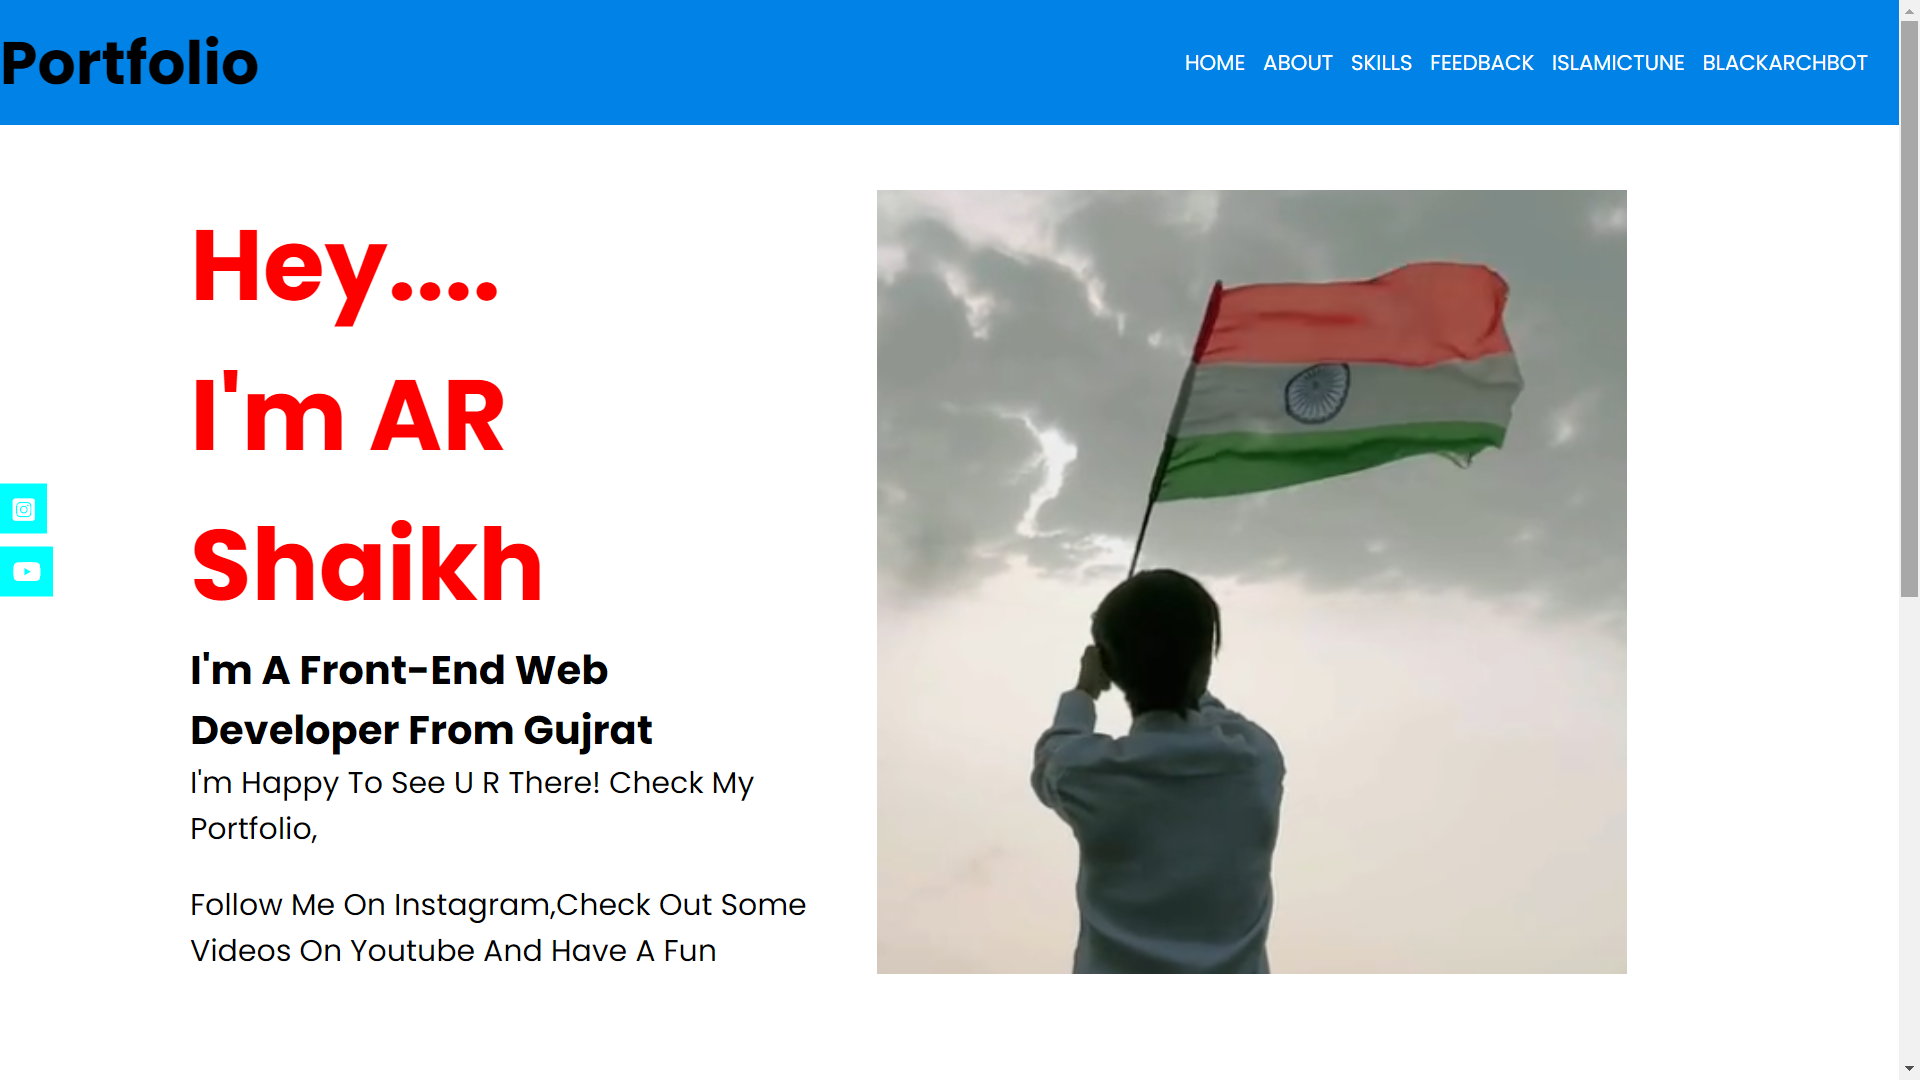 Portfolio
HOME ABOUT SKILLS FEEDBACK ISLAMICTUNE BLACKARCHBOT
Hey....
I'm AR
Shaikh
I'm A Front-End Web
Developer From Gujrat
I'm Happy To See U R There! Check My
Portfolio,
Follow Me On Instagram,Check Out Some
Videos On Youtube And Have A Fun